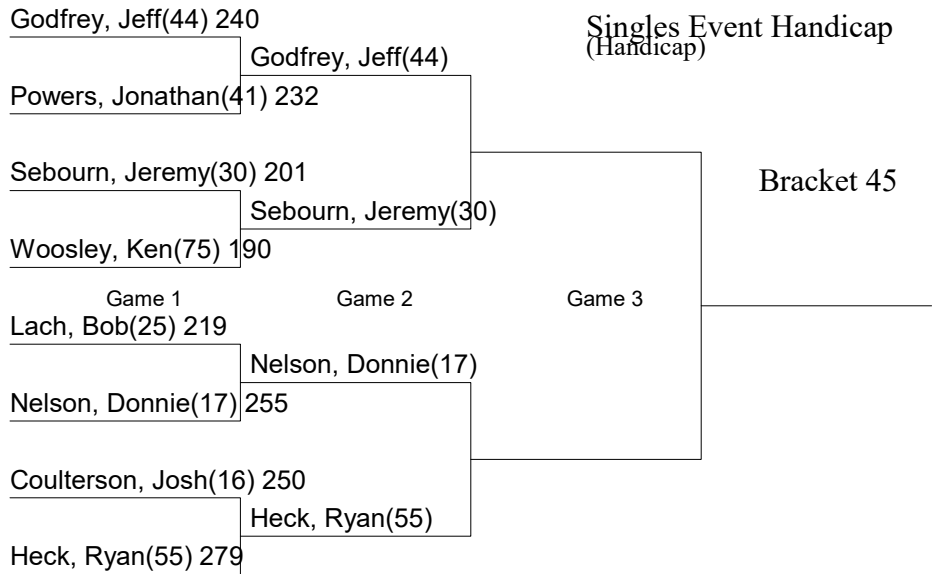 Godfrey, Jeff(44) 240
Singles Event Handicap
(Handicap)
Godfrey, Jeff(44)
Powers, Jonathan(41) 232
Sebourn, Jeremy(30) 201
Bracket 45
Sebourn, Jeremy(30)
Woosley, Ken(75) 190
Game 1 Game 2 Game 3
Lach, Bob(25) 219
Nelson, Donnie(17)
Nelson, Donnie(17) 255
Coulterson, Josh(16) 250
Heck, Ryan(55)
Heck, Ryan(55) 279